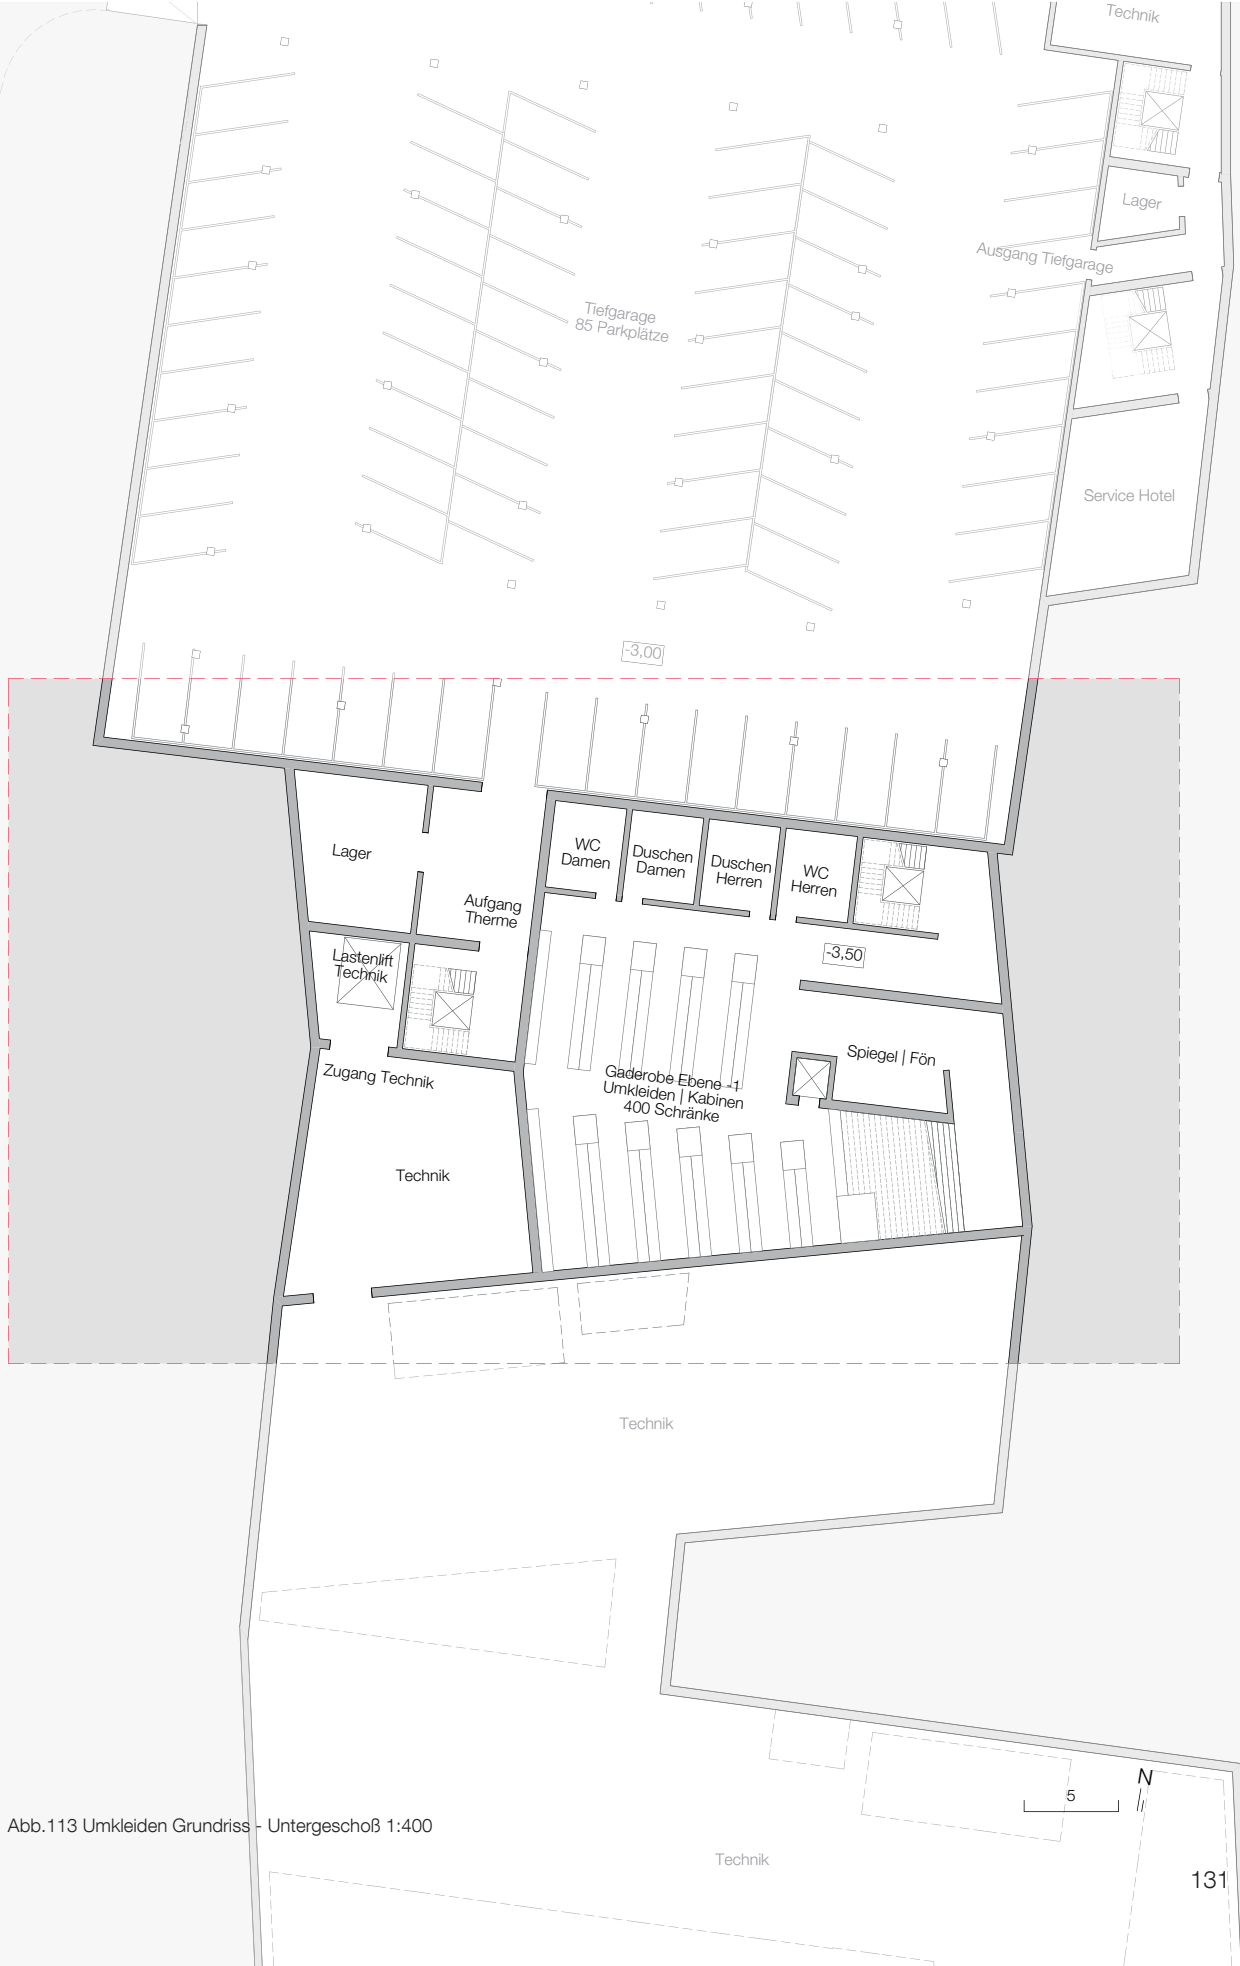 Technik
Lager
Ausgang Tiefgarage
Tiefgarage
85 Parkplätze
Service Hotel
-3,00
Lager
WC
Damen
Duschen
Damen
Duschen
Herren
WC
Herren
Aufgang
Therme
Lastenlift
Technik
-3,50
Spiegel | Fön
Zugang Technik
Gaderobe Ebene -1
Umkleiden | Kabinen
400 Schränke
Technik
Technik
N
5
Abb.113 Umkleiden Grundriss - Untergeschoß 1:400
Technik
131